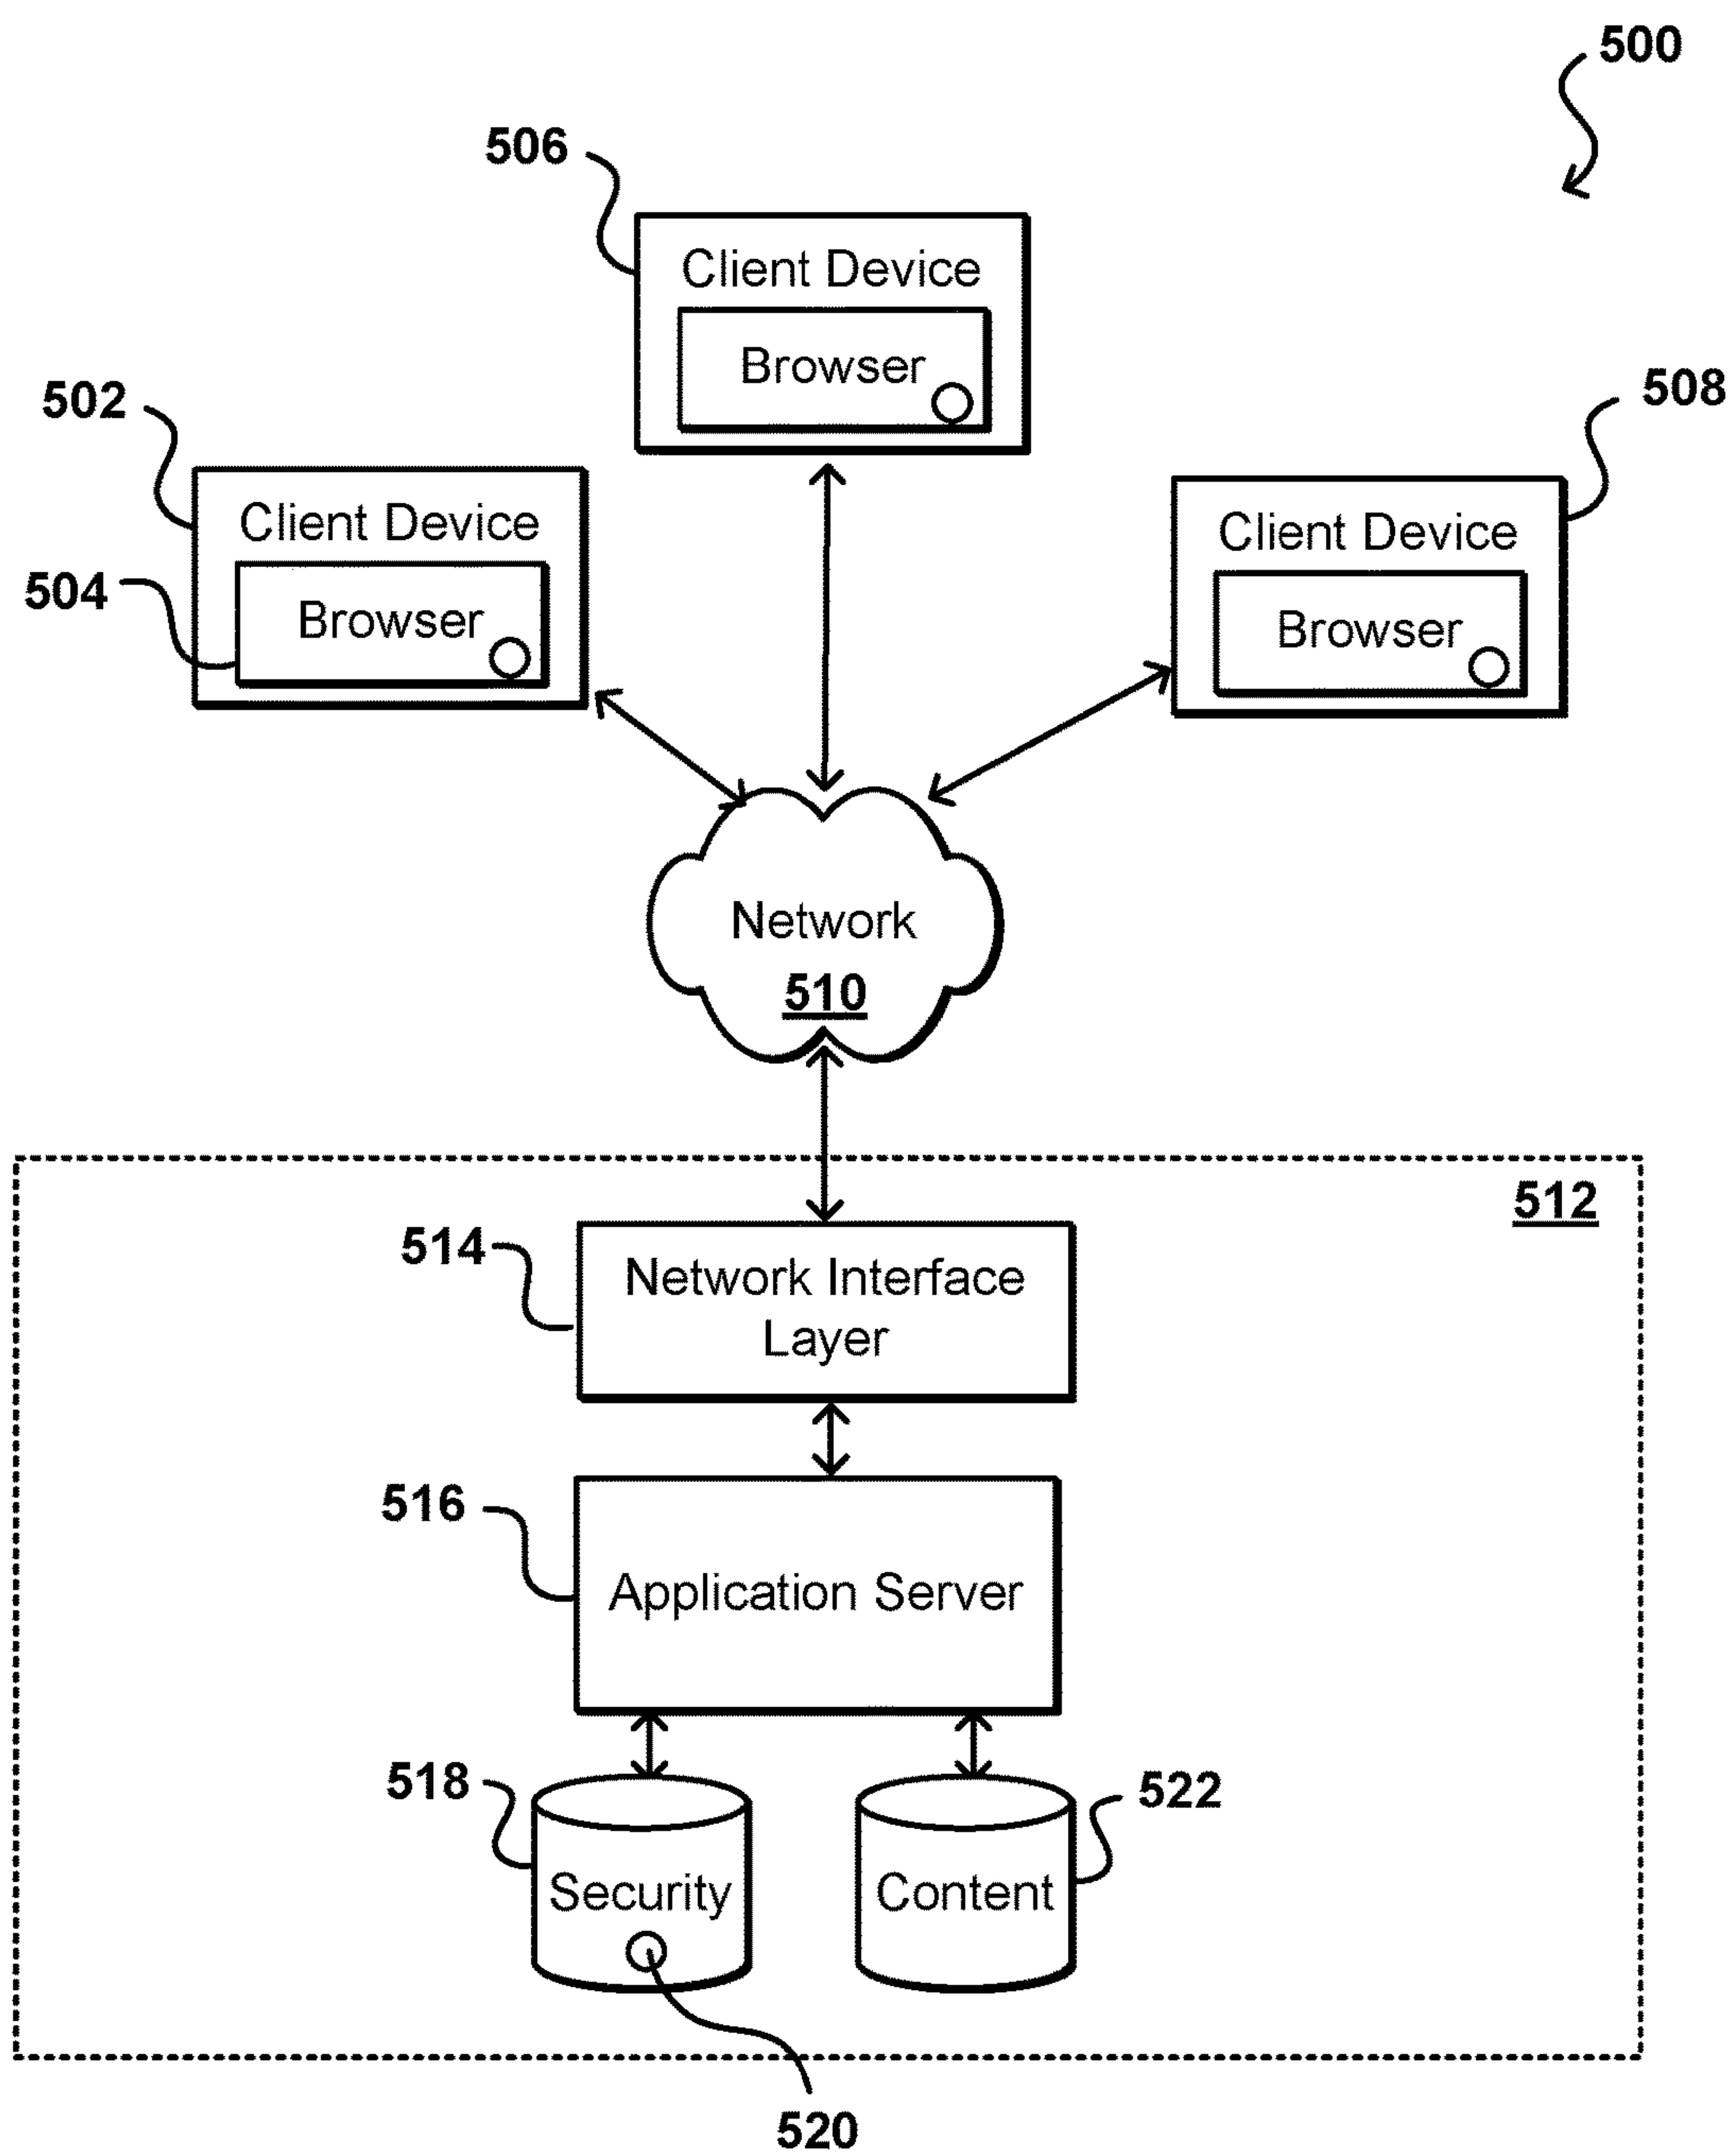 500
506
Client Device
Browser
502
508
Client Device
Client Device
504
Browser
Browser
Network
510
512
514
Network Interface
Layer
516
Application Server
518
522
Security
Content
520